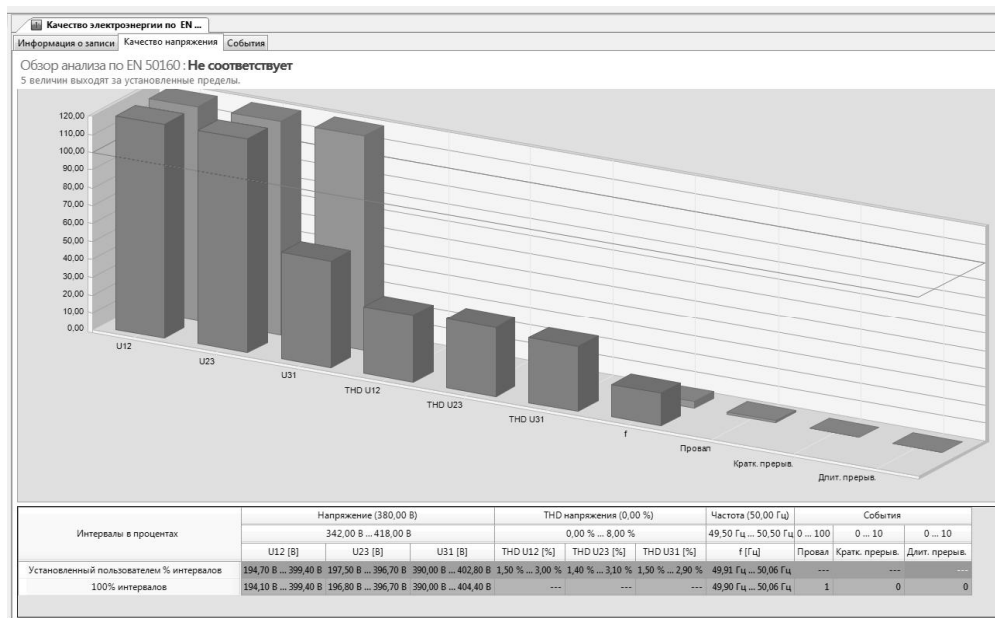 Качество электроэнергии по EN ...
Информация о записи Качество напряжения События
Обзор анализа по EN 50160 : Не соответствует
5 величин выходят за установленные пределы.
120,00
110,00
100,00
90,00
80,00
70,00
60,00
50,00
40,00
30,00
20,00
10,00
0,00
U12
U23
U31
THD U12
THD U23
THD U31
f
Провал
Кратк. прерыв.
Длит. прерыв.
Интервалы в процентах Напряжение (380,00 В) THD напряжения (0,00 %) Частота (50,00 Гц) События
342,00 В ... 418,00 В 0,00 % ... 8,00 % 49,50 Гц ... 50,50 Гц 0 ... 100 0 ... 10 0 ... 10
U12 [В] U23 [В] U31 [В] THD U12 [%] THD U23 [%] THD U31 [%] f [Гц] Провал Кратк. прерыв. Длит. прерыв.
Установленный пользователем % интервалов 194,70 В ... 399,40 В 197,50 В ... 396,70 В 390,00 В ... 402,80 В 1,50 % ... 3,00 % 1,40 % ... 3,10 % 1,50 % ... 2,90 % 49,91 Гц ... 50,06 Гц --- --- ---
100% интервалов 194,10 В ... 399,40 В 196,80 В ... 396,70 В 390,00 В ... 404,40 В --- --- --- 49,90 Гц ... 50,06 Гц 1 0 0